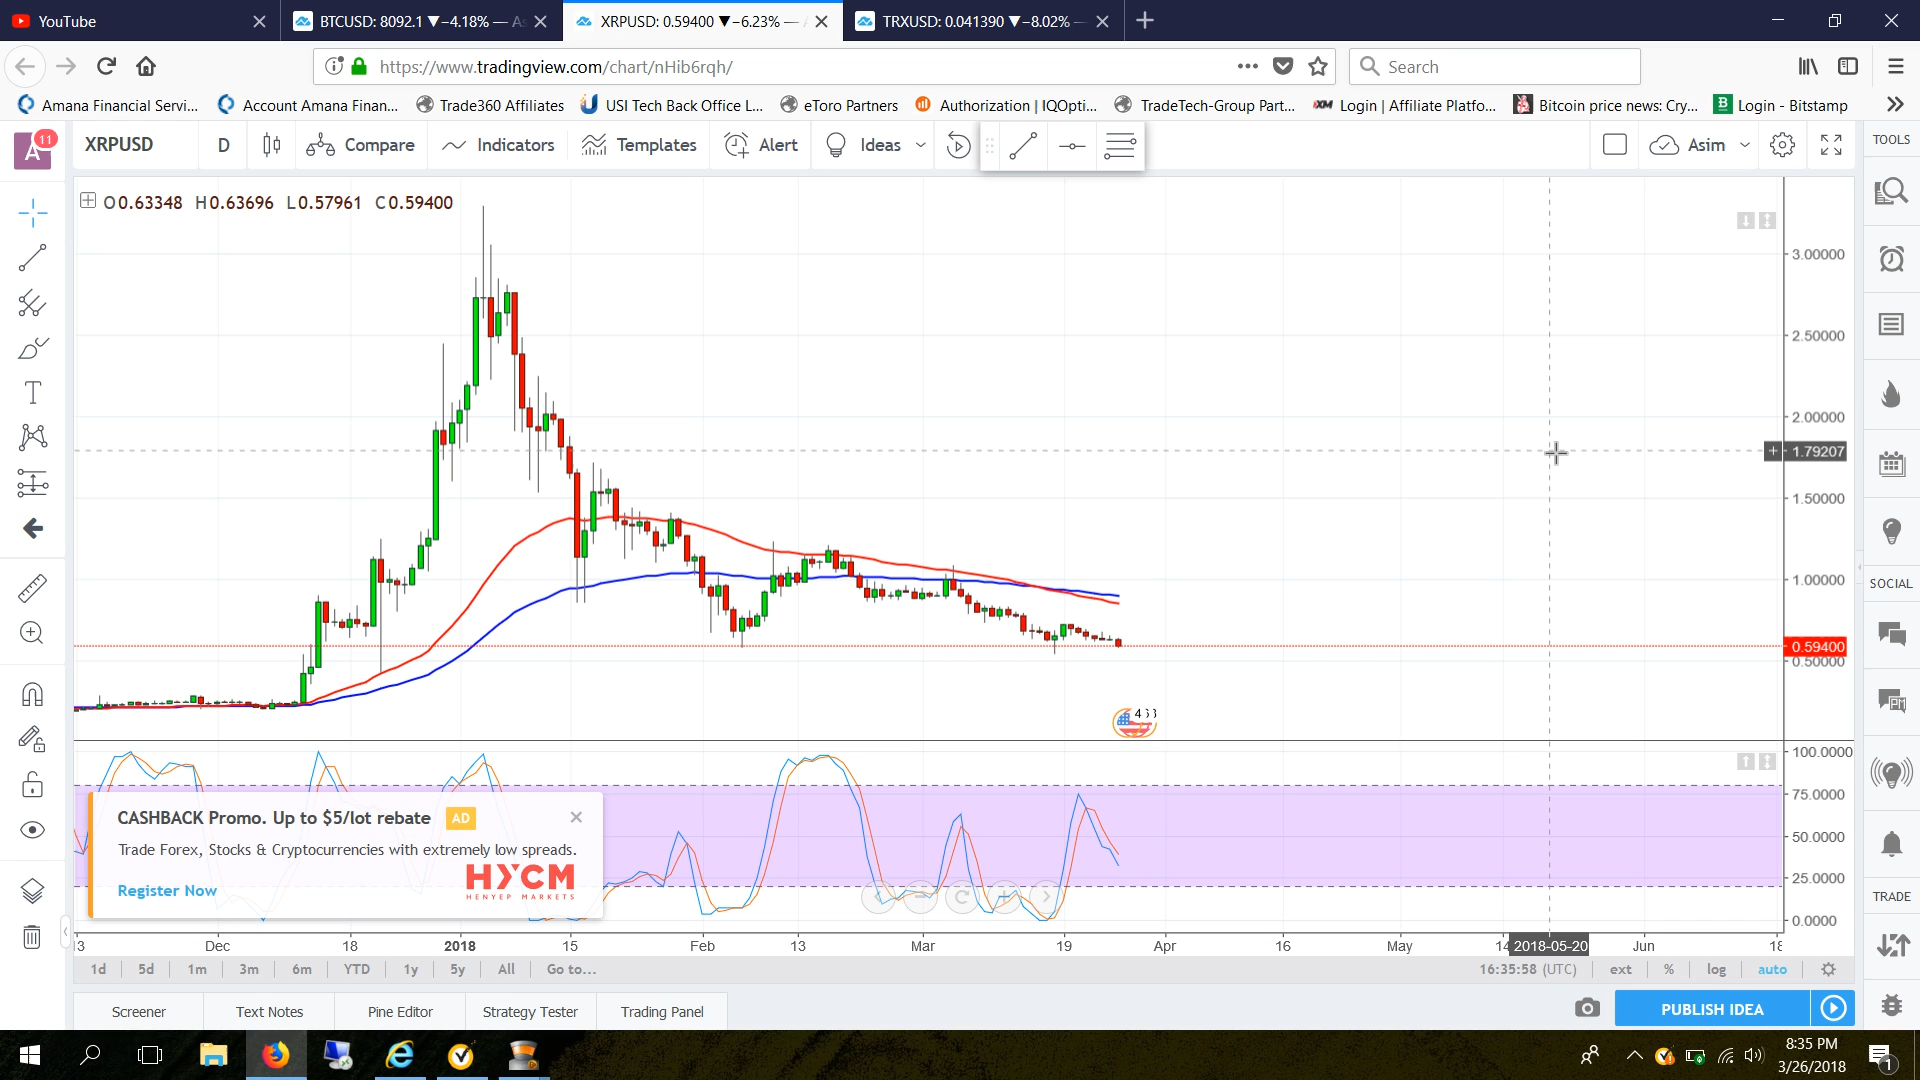 YouTube
BTCUSD: 8092.1 ▼−4.18% — As
XRPUSD: 0.59400 ▼−6.23% —
TRXUSD: 0.041390 ▼−8.02% —
https://www.tradingview.com/chart/nHib6rqh/
Search
Amana Financial Servi...
Account Amana Finan...
Trade360 Affiliates
USI Tech Back Office L...
eToro Partners
Authorization | IQOpti...
TradeTech-Group Part...
XM Login | Affiliate Platfo...
Bitcoin price news: Cry...
B Login - Bitstamp
A 11
XRPUSD
D
Compare
Indicators
Templates
Alert
Ideas
Asim
TOOLS
O0.63348 H0.63696 L0.57961 C0.59400
3.00000
2.50000
2.00000
1.79207
1.50000
1.00000
0.59400
0.50000
SOCIAL
100.0000
75.0000
50.0000
25.0000
0.0000
CASHBACK Promo. Up to $5/lot rebate AD
Trade Forex, Stocks & Cryptocurrencies with extremely low spreads.
Register Now
HYCM
HENYEP MARKETS
TRADE
13 Dec 18 2018 15 Feb 13 Mar 19 Apr 16 May 14 2018-05-20 Jun 18
1d 5d 1m 3m 6m YTD 1y 5y All Go to...
16:35:58 (UTC) ext % log auto
Screener
Text Notes
Pine Editor
Strategy Tester
Trading Panel
PUBLISH IDEA
8:35 PM
3/26/2018
1